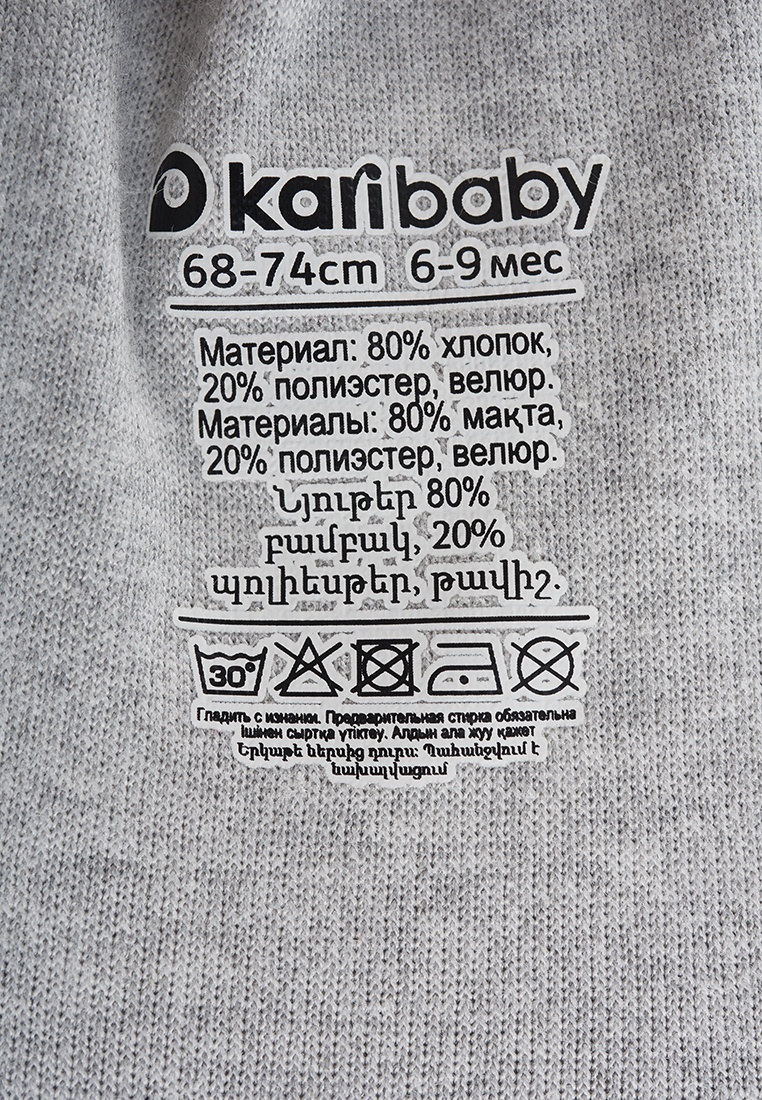 kari baby
68-74cm 6-9 мес
Материал: 80% хлопок,
20% полиэстер, велюр.
Материалы: 80% мақта,
20% полиэстер, велюр.
Նյութեր 80%
բամբակ, 20%
պոլիեսթեր, թավիշ.
30°
Гладить с изнанки. Предварительная стирка обязательна
Ішінен сыртқа үтіктеу. Алдын ала жуу қажет
Երկաթե ներսից դուրս: Պահանջվում է
նախալվացում